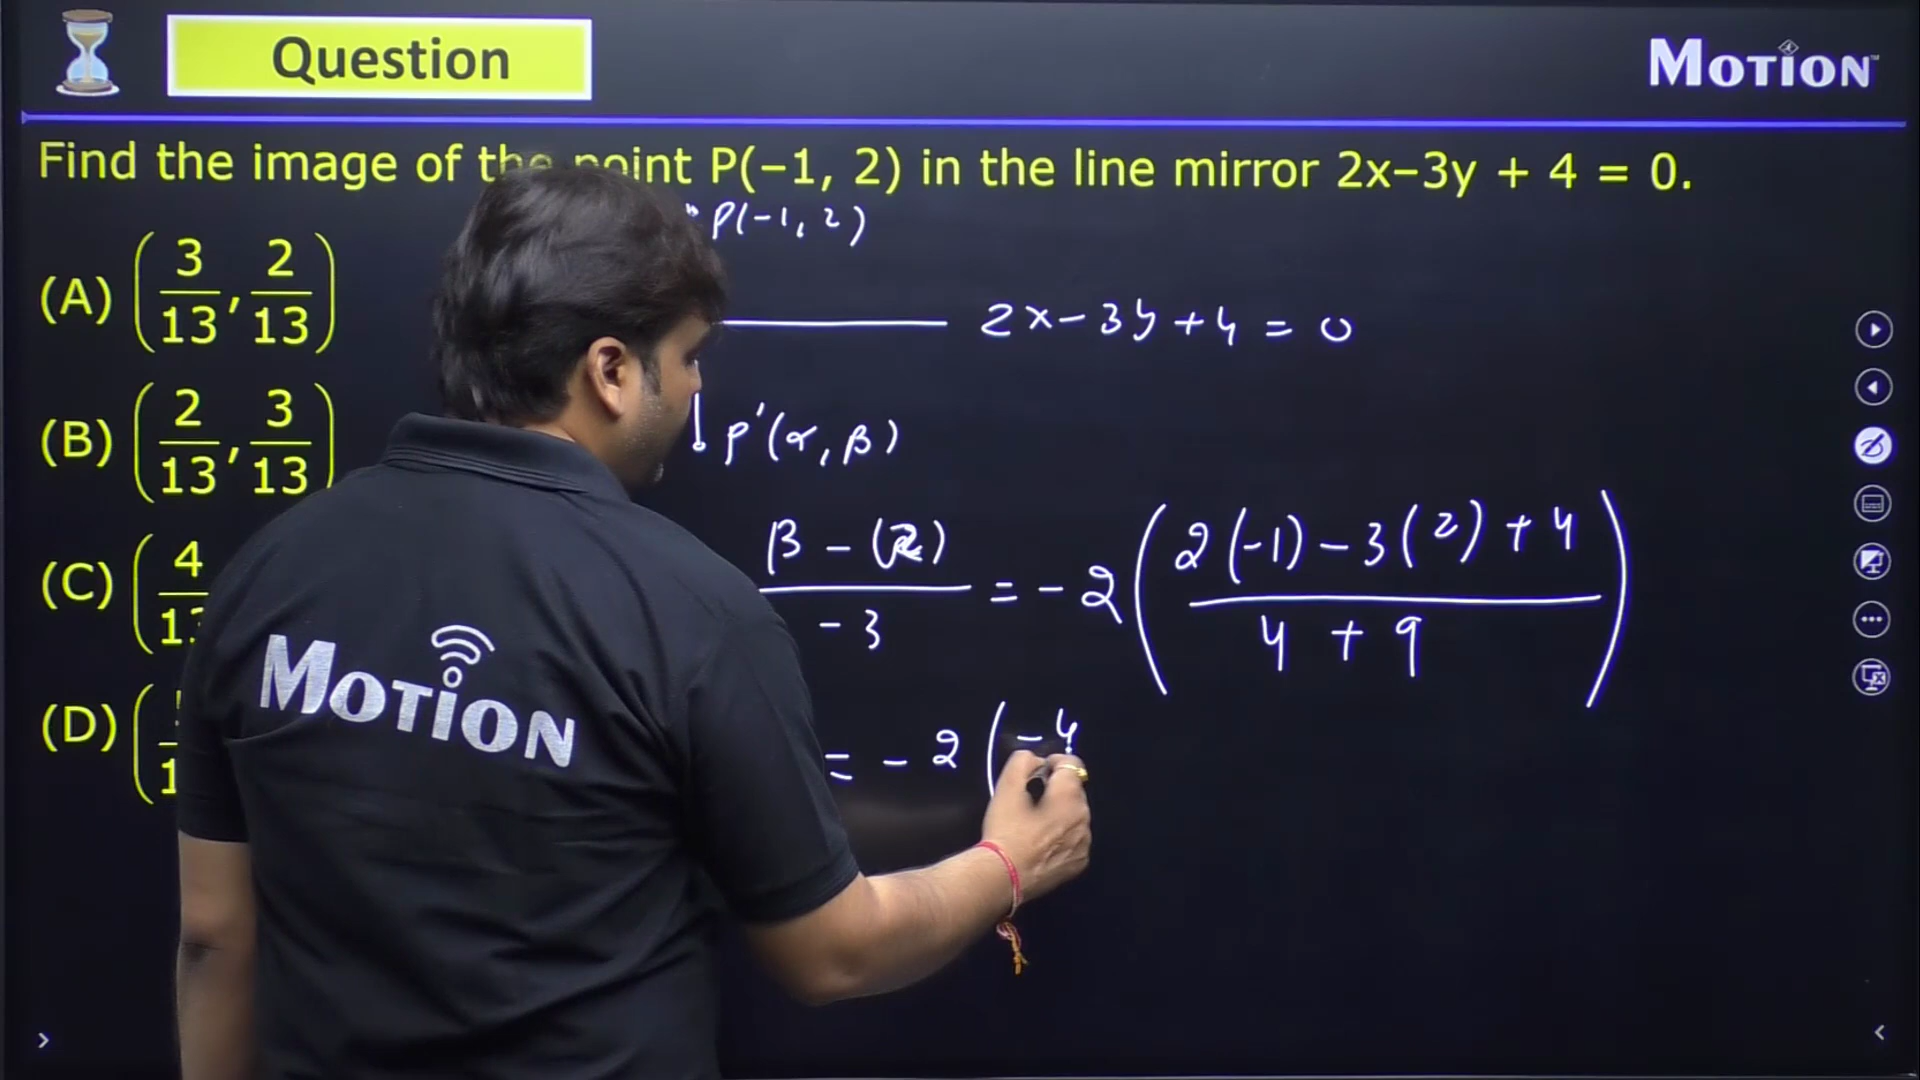 Question
MOTION
Find the image of the point P(−1, 2) in the line mirror 2x−3y + 4 = 0.
P(-1, 2)
(A) (3/13, 2/13)
2x - 3y + 4 = 0
(B) (2/13, 3/13)
P'(α, β)
β - (2) / -3 = -2 ( 2(-1) - 3(2) + 4 / 4 + 9 )
(C) ( 4
(D) (
= - 2 ( -4
MOTION